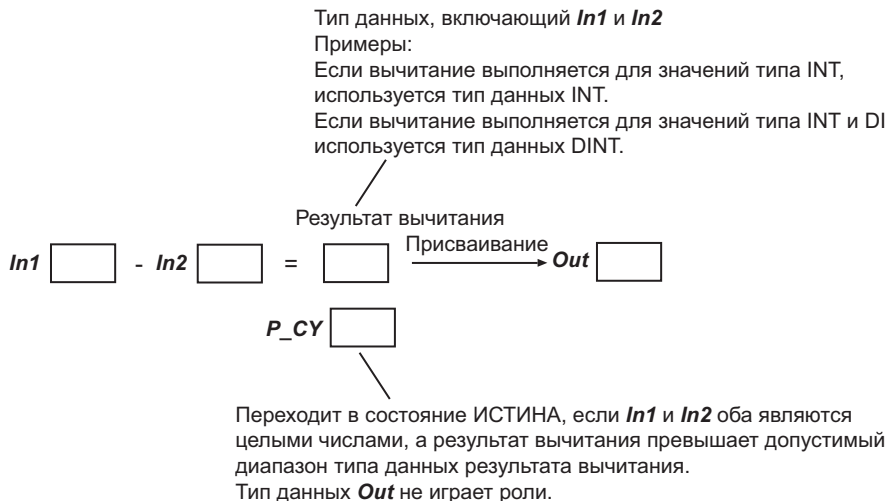 Тип данных, включающий In1 и In2
Примеры:
Если вычитание выполняется для значений типа INT,
используется тип данных INT.
Если вычитание выполняется для значений типа INT и DI
используется тип данных DINT.
Результат вычитания
In1 - In2 = Присваивание Out
P_CY
Переходит в состояние ИСТИНА, если In1 и In2 оба являются
целыми числами, а результат вычитания превышает допустимый
диапазон типа данных результата вычитания.
Тип данных Out не играет роли.